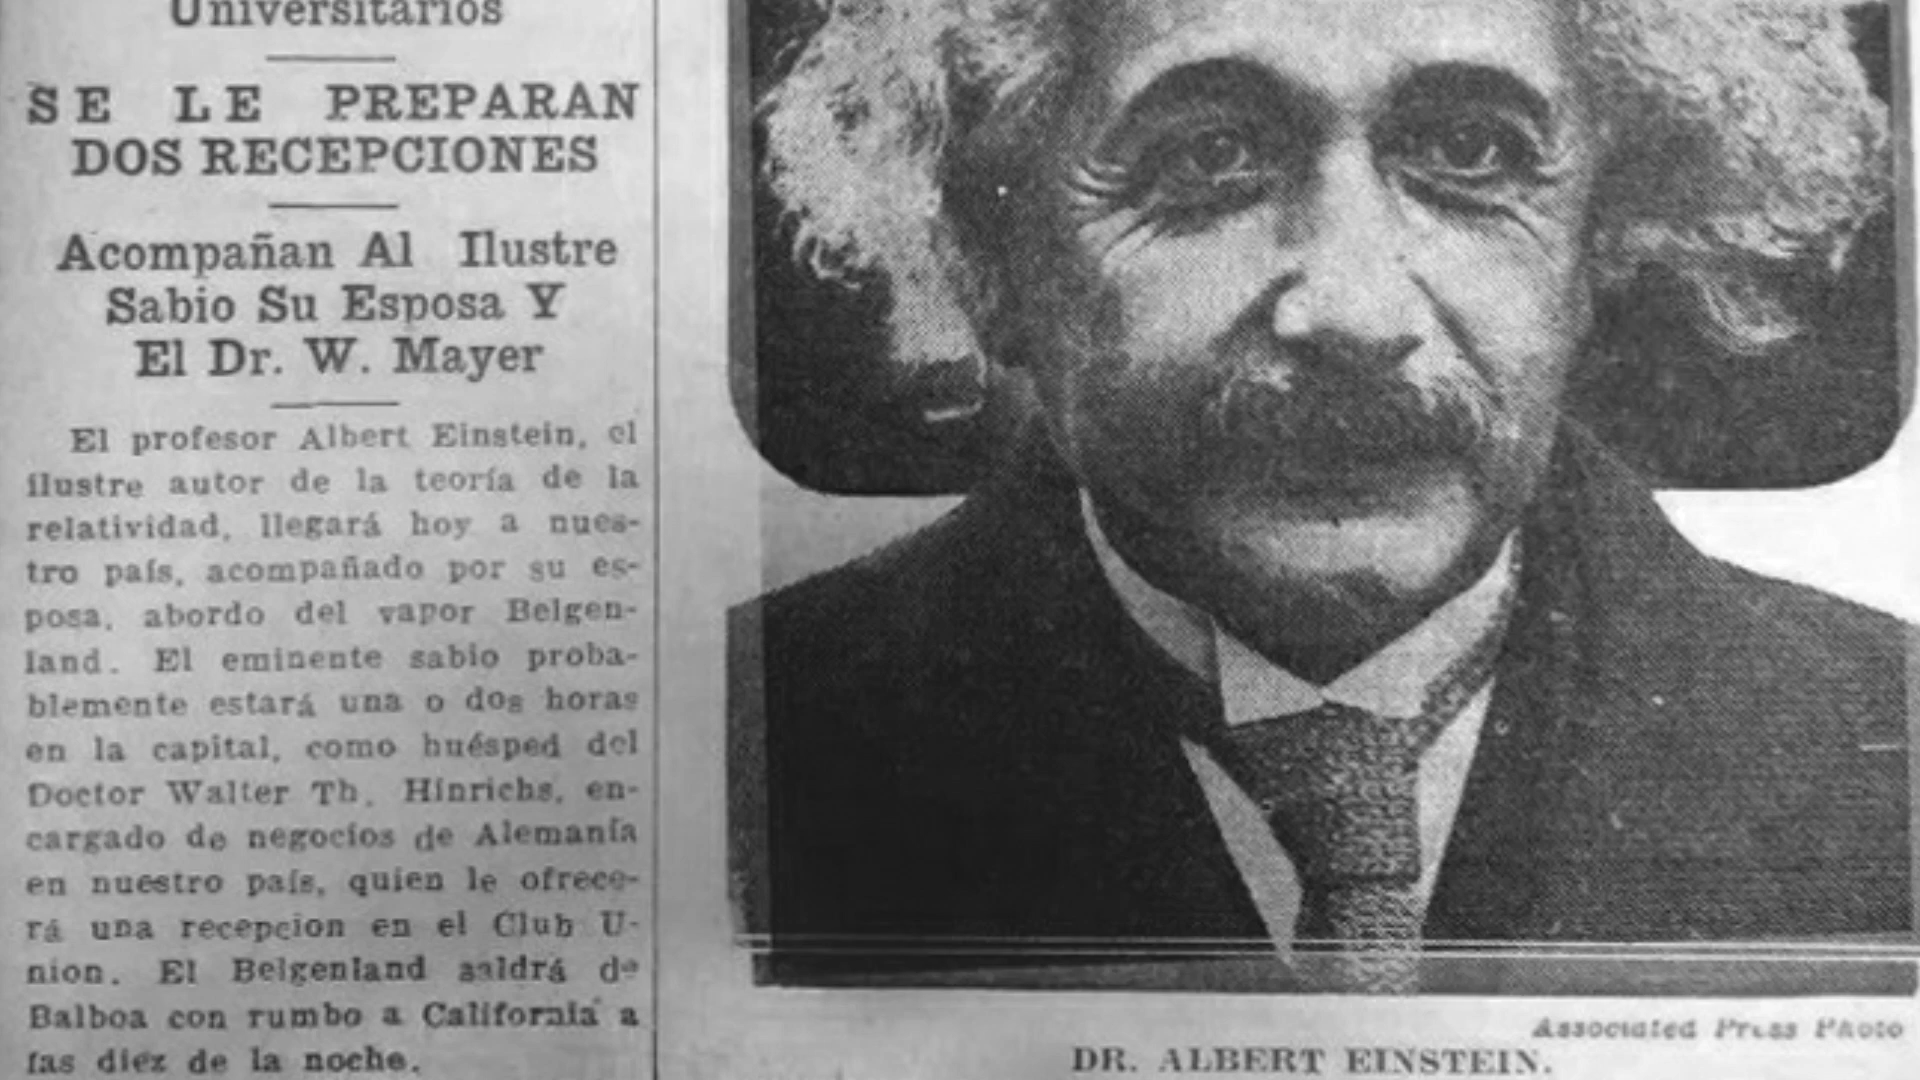 Universitarios
SE LE PREPARAN
DOS RECEPCIONES
Acompañan Al Ilustre
Sabio Su Esposa Y
El Dr. W. Mayer
El profesor Albert Einstein, el
ilustre autor de la teoría de la
relatividad, llegará hoy a nues-
tro país, acompañado por su es-
posa, abordo del vapor Belgen-
land. El eminente sabio proba-
blemente estará una o dos horas
en la capital, como huésped del
Doctor Walter Th. Hinrichs, en-
cargado de negocios de Alemanía
en nuestro país, quien le ofrece-
rá una recepcion en el Club U-
nion. El Belgenland saldrá de
Balboa con rumbo a California a
las diez de la noche.
Associated Press Photo
DR. ALBERT EINSTEIN.